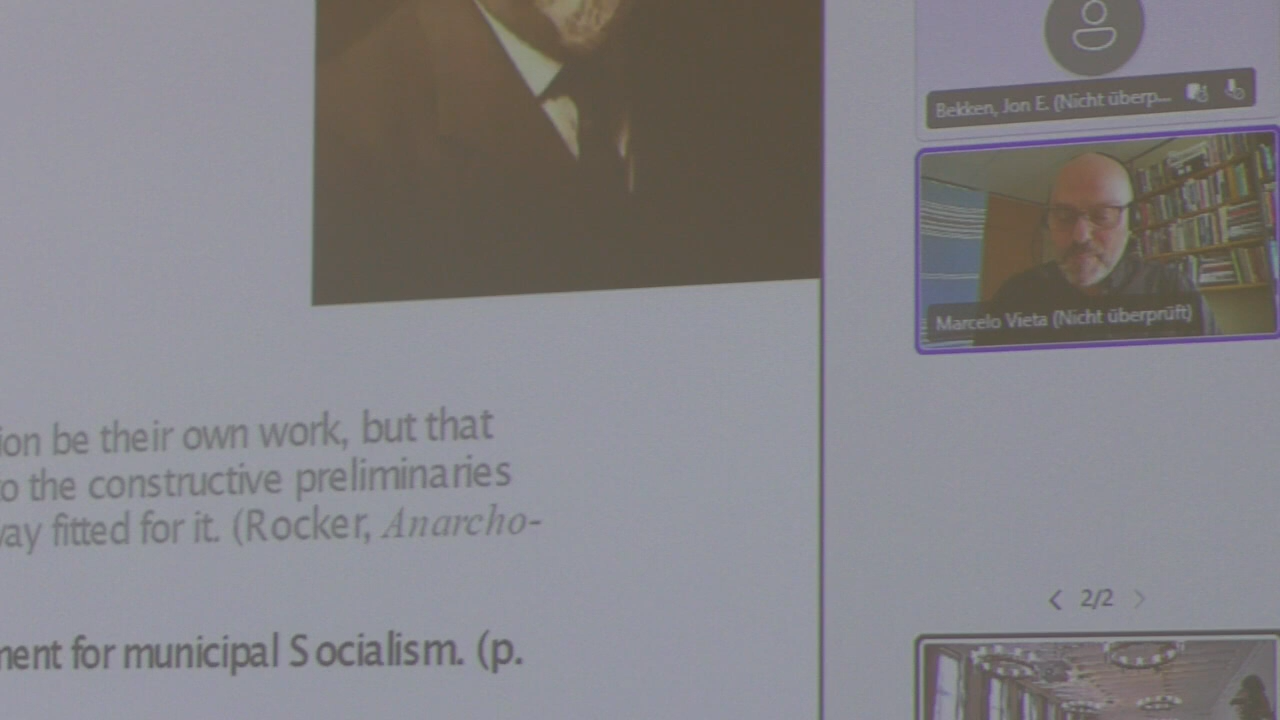 Bekken, Jon E. (Nicht überp...
Marcelo Vieta (Nicht überprüft)
ion be their own work, but that
o the constructive preliminaries
way fitted for it. (Rocker, Anarcho-
2/2
ment for municipal Socialism. (p.